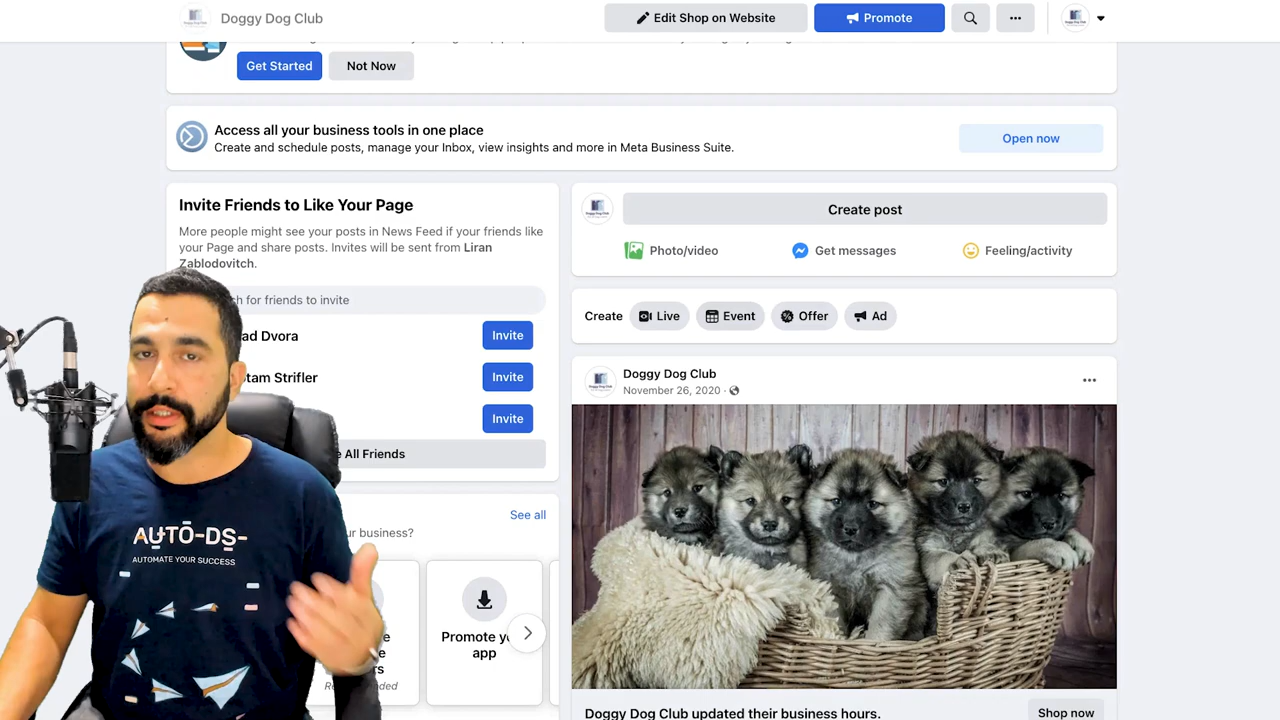 Doggy Dog Club
Edit Shop on Website
Promote
Get Started
Not Now
Access all your business tools in one place
Create and schedule posts, manage your Inbox, view insights and more in Meta Business Suite.
Open now
Invite Friends to Like Your Page
More people might see your posts in News Feed if your friends like
your Page and share posts. Invites will be sent from Liran
Zablodovitch.
for friends to invite
Dvora
Invite
Strifler
Invite
Invite
All Friends
See all
business?
Promote
app
Create post
Photo/video
Get messages
Feeling/activity
Create
Live
Event
Offer
Ad
Doggy Dog Club
November 26, 2020 ·
Doggy Dog Club updated their business hours.
Shop now
AUTO-DS-
AUTOMATE YOUR SUCCESS